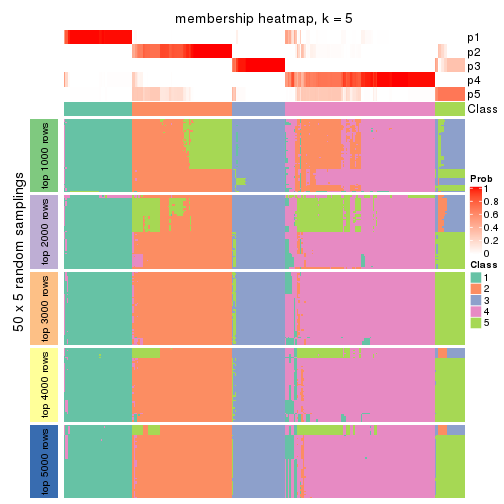 membership heatmap, k = 5
p1
p2
p3
p4
p5
Class
50 x 5 random samplings
top 1000 rows
top 2000 rows
top 3000 rows
top 4000 rows
top 5000 rows
Prob
1
0.8
0.6
0.4
0.2
0
Class
1
2
3
4
5